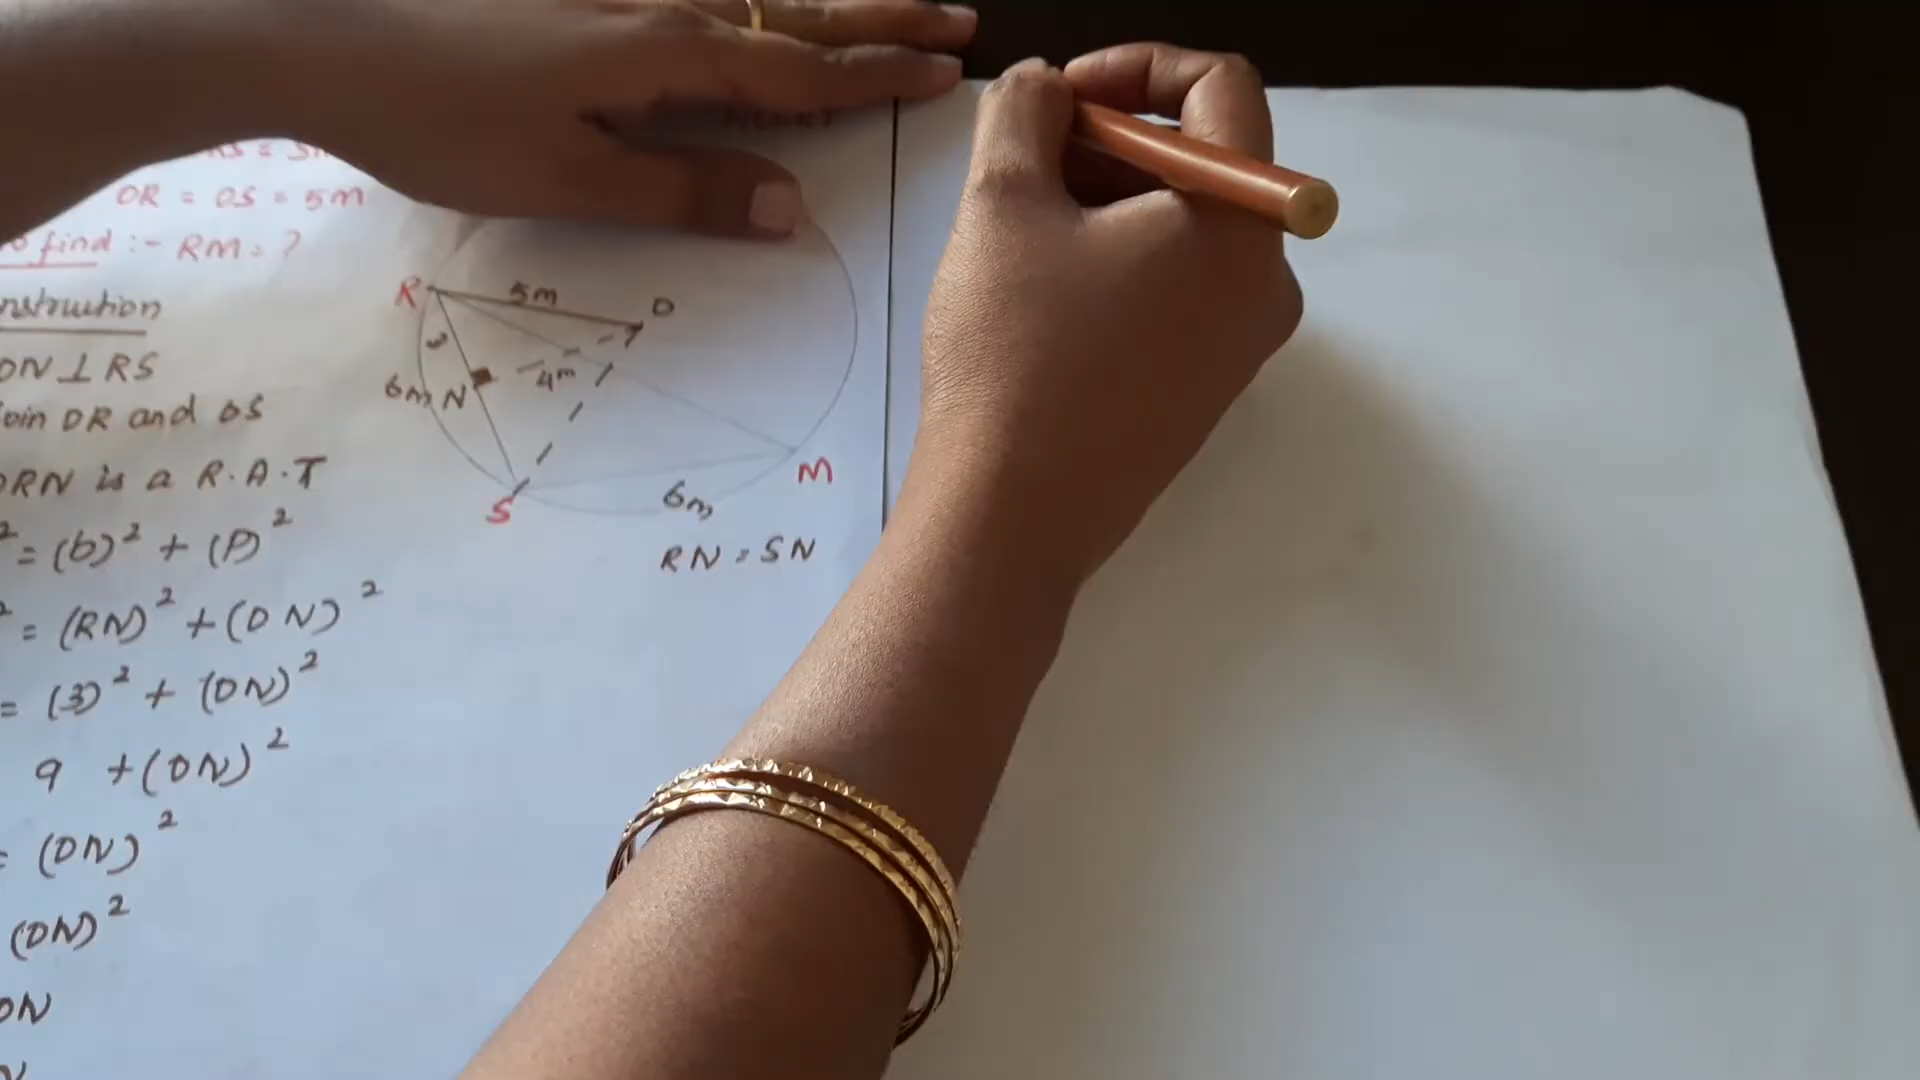 OR = OS = 5m
find :- RM = ?
nstruction
ON ⊥ RS
oin OR and OS
ORN is a R.A.T
² = (b)² + (P)²
² = (RN)² + (ON)²
= (3)² + (ON)²
9 + (ON)²
= (ON)²
(ON)²
ON
N
R
5m
O
3
6m
N
4m
S
6m
M
RN = SN